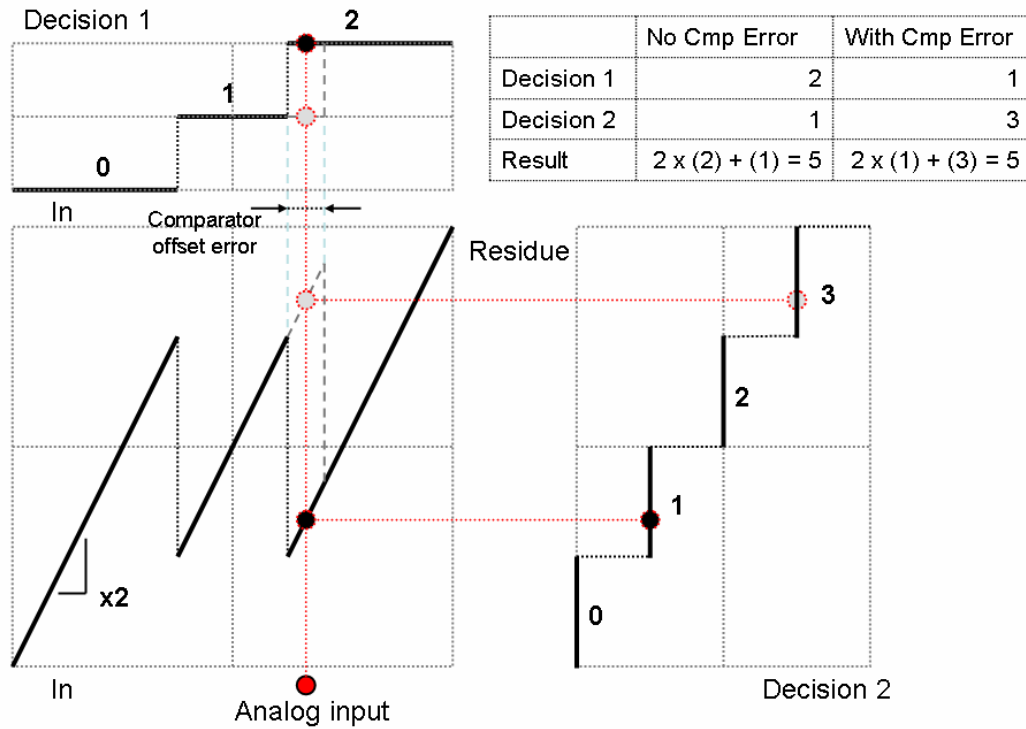 Decision 1
2
1
0
In
No Cmp Error With Cmp Error
Decision 1 2 1
Decision 2 1 3
Result 2 x (2) + (1) = 5 2 x (1) + (3) = 5
Comparator
offset error
Residue
x2
In
Analog input
3
2
1
0
Decision 2